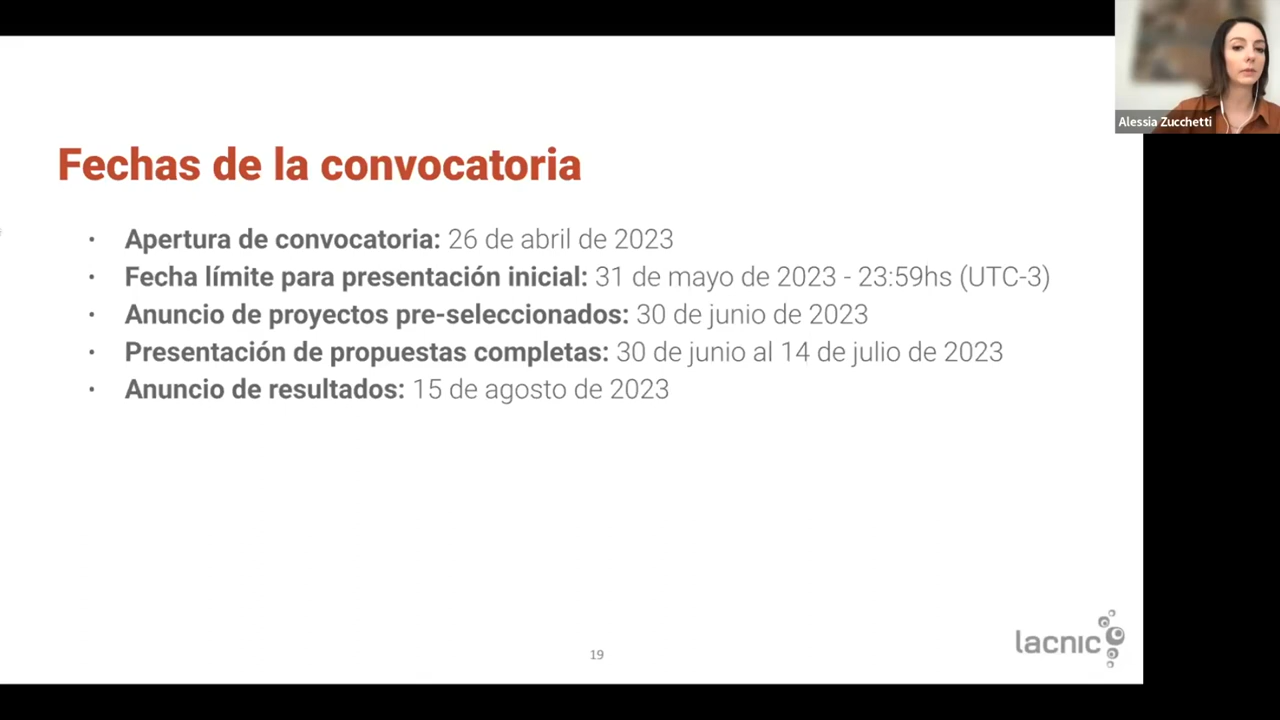 Alessia Zucchetti
Fechas de la convocatoria
• Apertura de convocatoria: 26 de abril de 2023
• Fecha límite para presentación inicial: 31 de mayo de 2023 - 23:59hs (UTC-3)
• Anuncio de proyectos pre-seleccionados: 30 de junio de 2023
• Presentación de propuestas completas: 30 de junio al 14 de julio de 2023
• Anuncio de resultados: 15 de agosto de 2023
19
lacnic